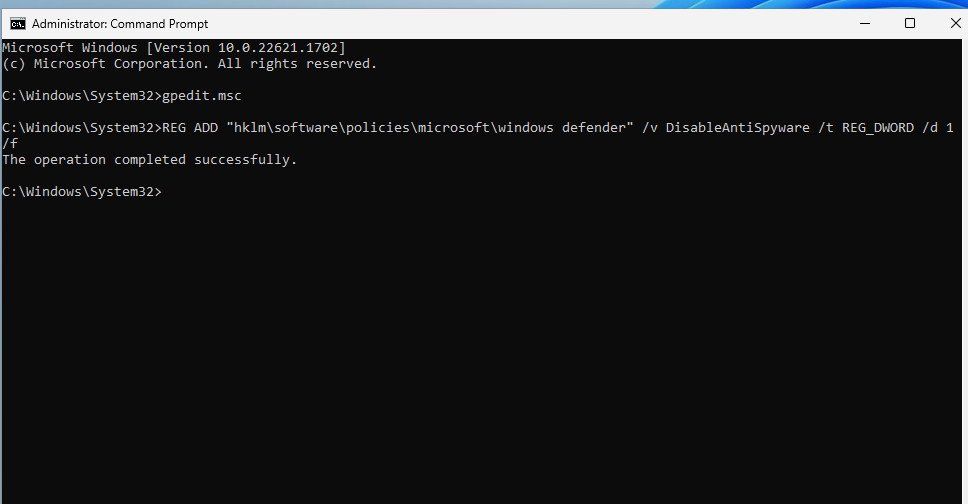 Administrator: Command Prompt
Microsoft Windows [Version 10.0.22621.1702]
(c) Microsoft Corporation. All rights reserved.
C:\Windows\System32>gpedit.msc
C:\Windows\System32>REG ADD "hklm\software\policies\microsoft\windows defender" /v DisableAntiSpyware /t REG_DWORD /d 1
/f
The operation completed successfully.
C:\Windows\System32>